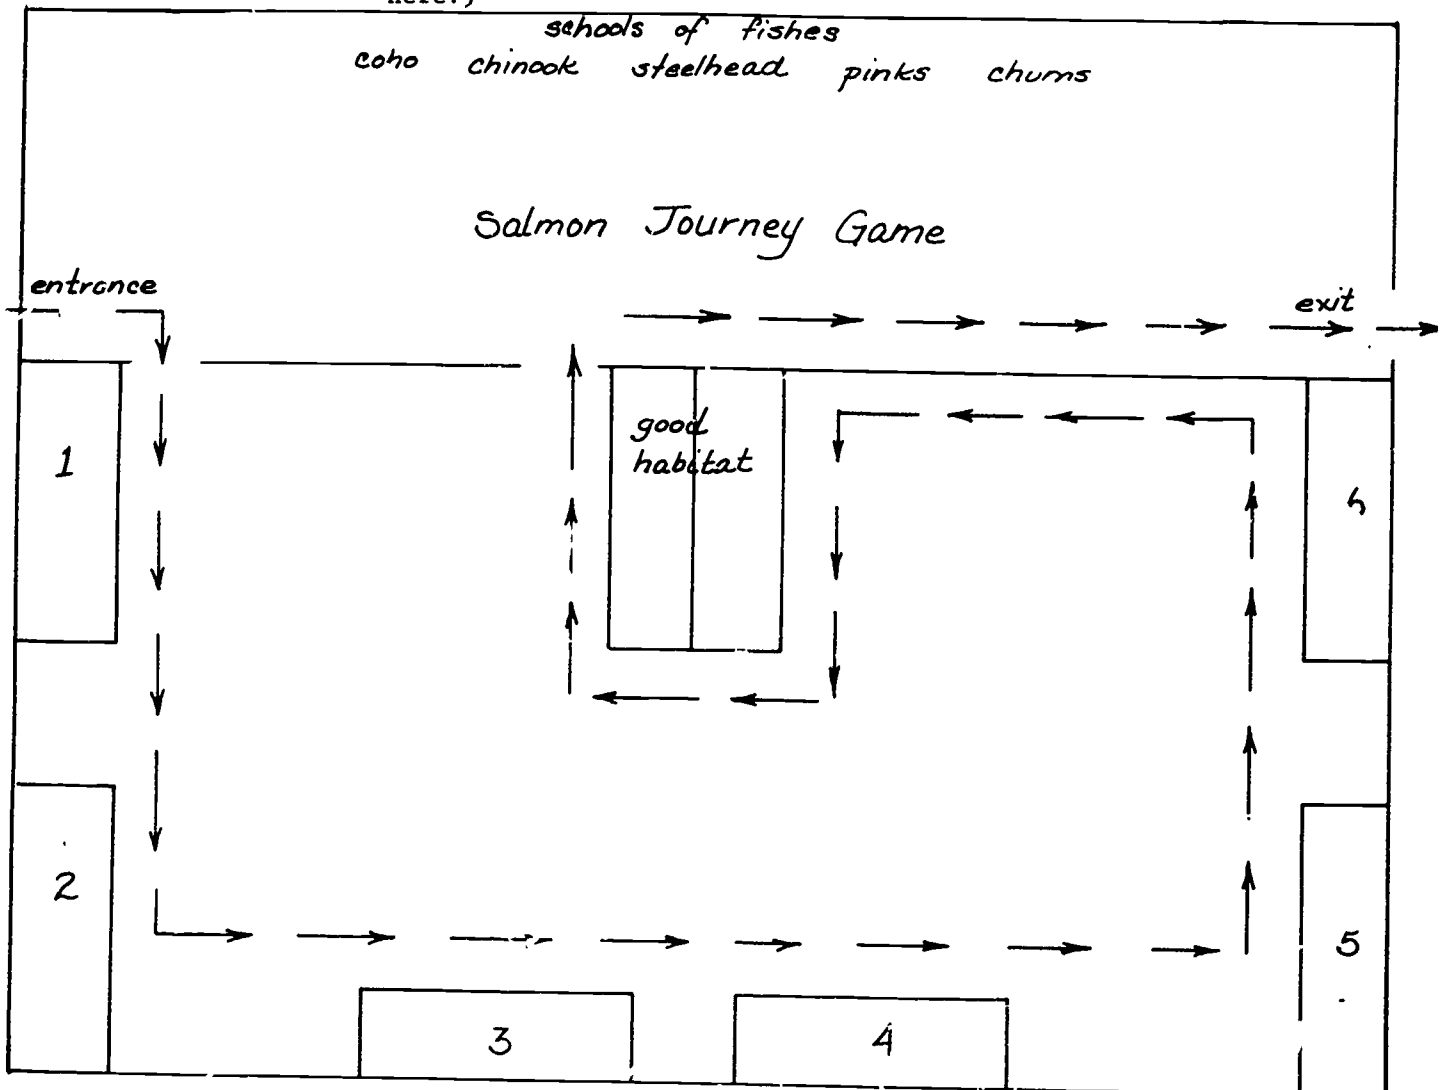 here.)
schools of fishes
coho chinook steelhead pinks chums
Salmon Journey Game
entrance
exit
good
habitat
1
2
5
3
4